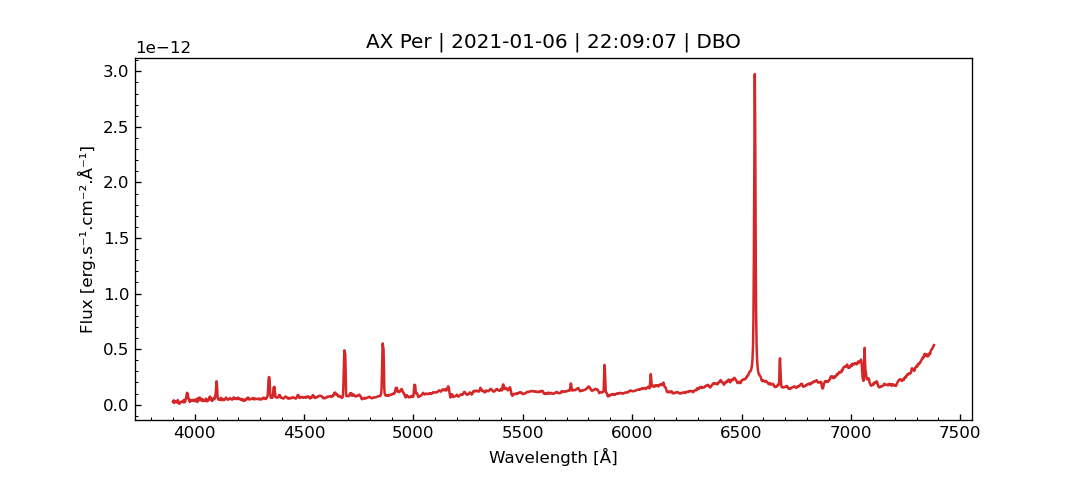 AX Per | 2021-01-06 | 22:09:07 | DBO
1e−12
3.0
2.5
2.0
1.5
1.0
0.5
0.0
Flux [erg.s⁻¹.cm⁻².Å⁻¹]
4000 4500 5000 5500 6000 6500 7000 7500
Wavelength [Å]